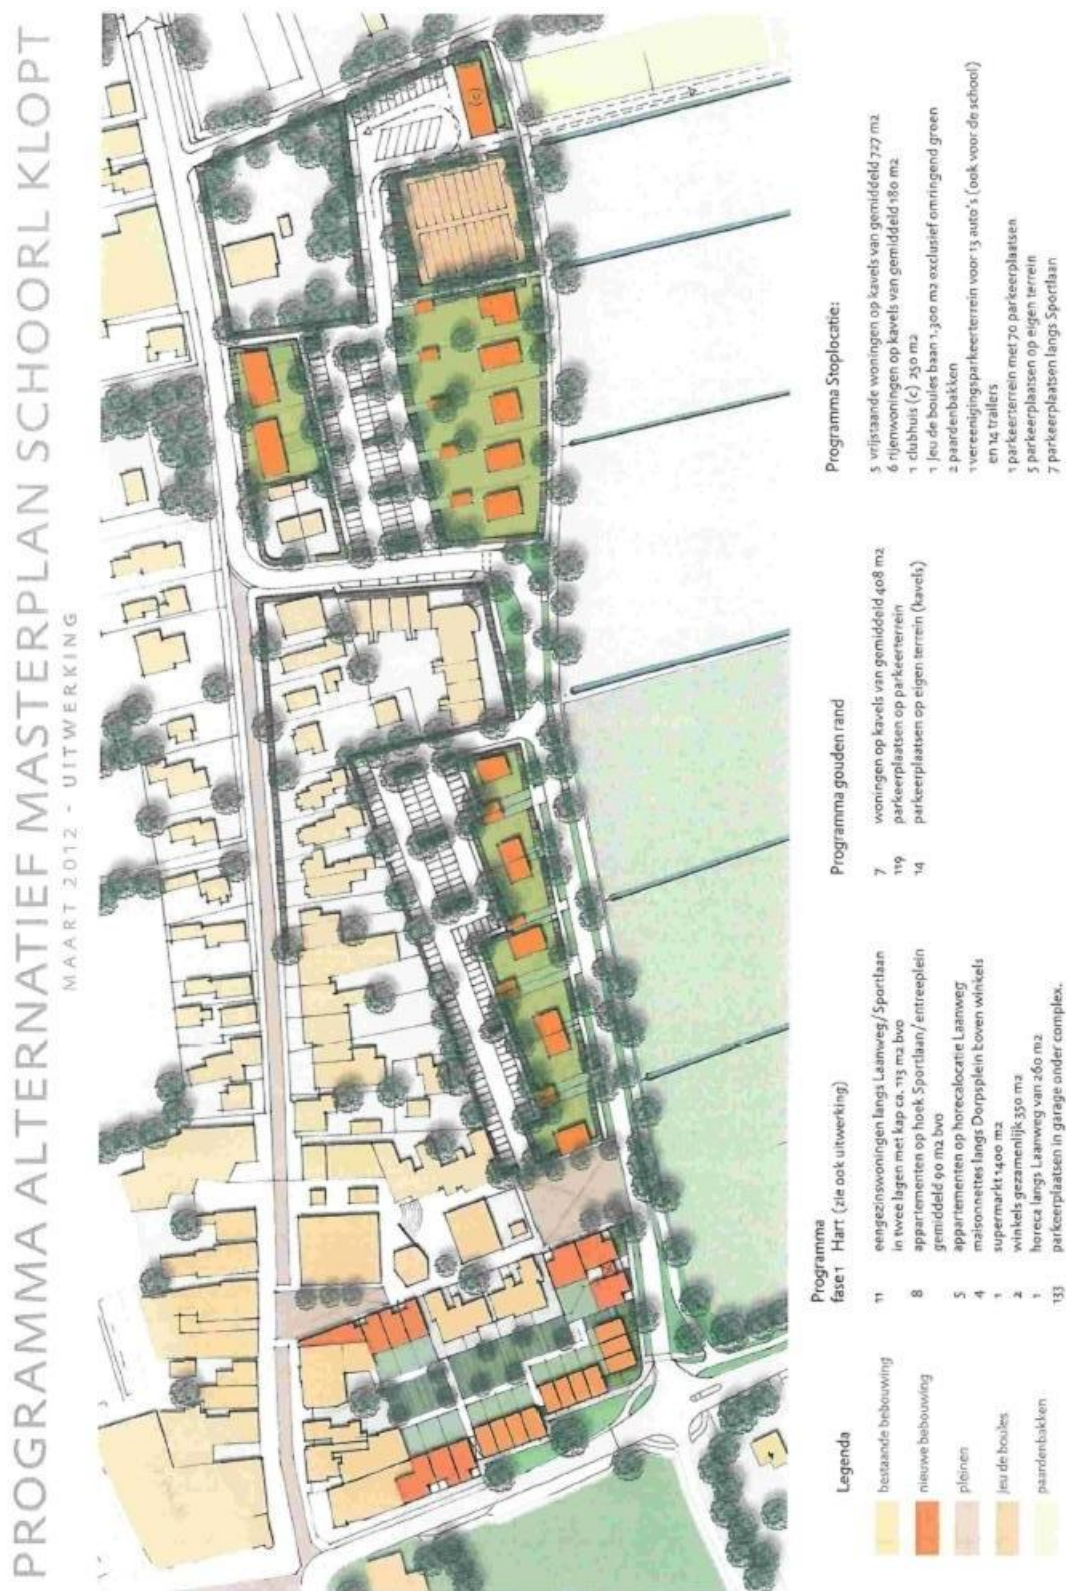 PROGRAMMA ALTERNATIEF MASTERPLAN SCHOORL KLOPT
MAART 2012 - UITWERKING
(c)
Legenda
bestaande bebouwing
nieuwe bebouwing
pleinen
jeu de boules
paardenbakken
Programma
fase 1 Hart (zie ook uitwerking)
11 eengezinswoningen langs Laanweg/Sportlaan
in twee lagen met kap ca. 113 m2 bvo
8 appartementen op hoek Sportlaan/entreeplein
gemiddeld 90 m2 bvo
5 appartementen op horecalocatie Laanweg
4 maisonnettes langs Dorpsplein boven winkels
1 supermarkt 1400 m2
2 winkels gezamenlijk 350 m2
1 horeca langs Laanweg van 260 m2
133 parkeerplaatsen in garage onder complex.
Programma gouden rand
7 woningen op kavels van gemiddeld 408 m2
119 parkeerplaatsen op parkeerterrein
14 parkeerplaatsen op eigen terrein (kavels)
Programma Stoplocatie:
5 vrijstaande woningen op kavels van gemiddeld 727 m2
6 rijenwoningen op kavels van gemiddeld 180 m2
1 clubhuis (c) 250 m2
1 jeu de boules baan 1.300 m2 exclusief omringend groen
2 paardenbakken
1 vereenigingsparkeerterrein voor 13 auto's (ook voor de school)
en 14 trailers
1 parkeerterrein met 70 parkeerplaatsen
5 parkeerplaatsen op eigen terrein
7 parkeerplaatsen langs Sportlaan